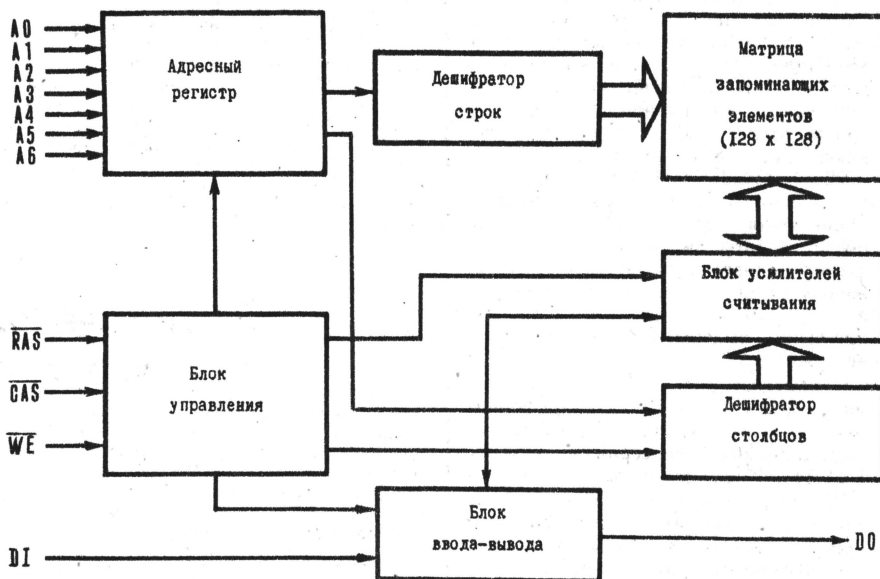 A0
A1
A2
A3
A4
A5
A6
Адресный
регистр
Дешифратор
строк
Матрица
запоминающих
элементов
(I28 x I28)
Блок усилителей
считывания
RAS
CAS
WE
Блок
управления
Дешифратор
столбцов
Блок
ввода-вывода
DI
DO